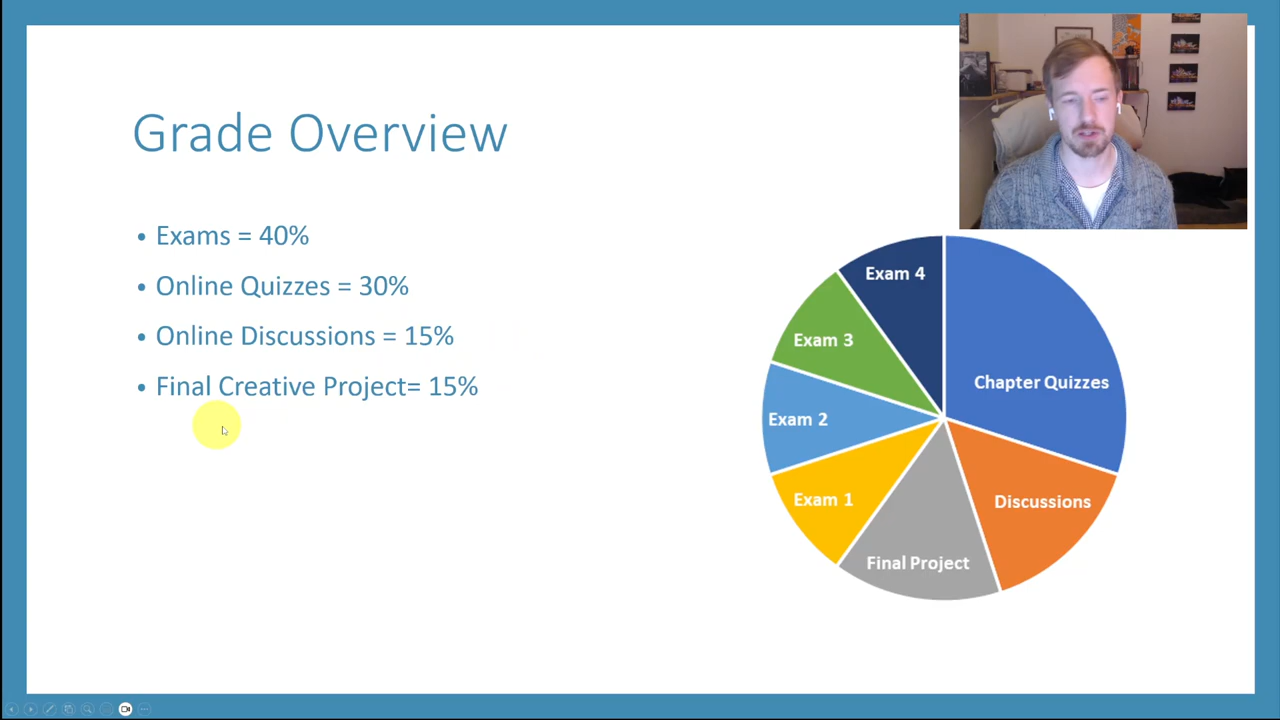 Grade Overview
• Exams = 40%
• Online Quizzes = 30%
• Online Discussions = 15%
• Final Creative Project= 15%
Exam 4
Exam 3
Chapter Quizzes
Exam 2
Exam 1
Discussions
Final Project